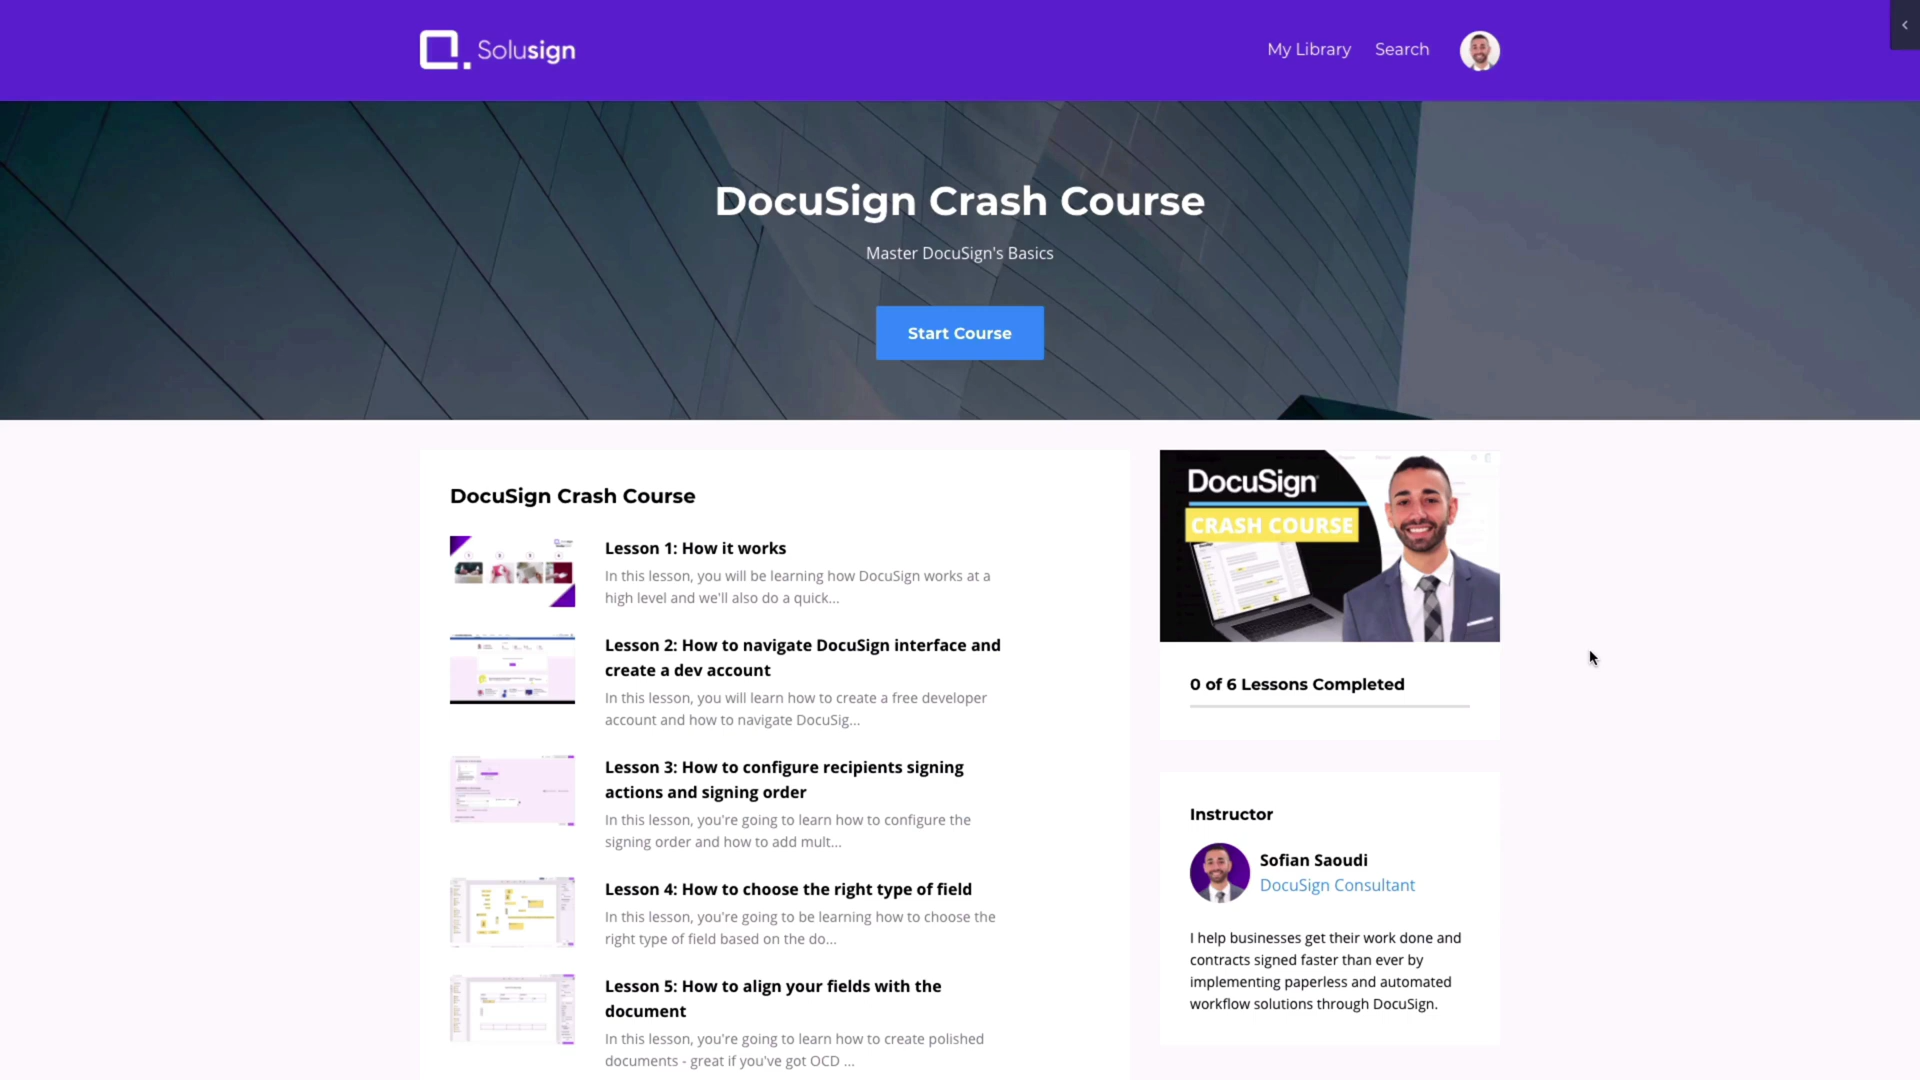 Solusign
My Library
Search
DocuSign Crash Course
Master DocuSign's Basics
Start Course
DocuSign Crash Course
Lesson 1: How it works
In this lesson, you will be learning how DocuSign works at a
high level and we'll also do a quick...
Lesson 2: How to navigate DocuSign interface and
create a dev account
In this lesson, you will learn how to create a free developer
account and how to navigate DocuSig...
Lesson 3: How to configure recipients signing
actions and signing order
In this lesson, you're going to learn how to configure the
signing order and how to add mult...
Lesson 4: How to choose the right type of field
In this lesson, you're going to be learning how to choose the
right type of field based on the do...
Lesson 5: How to align your fields with the
document
In this lesson, you're going to learn how to create polished
documents - great if you've got OCD ...
DocuSign
CRASH COURSE
0 of 6 Lessons Completed
Instructor
Sofian Saoudi
DocuSign Consultant
I help businesses get their work done and
contracts signed faster than ever by
implementing paperless and automated
workflow solutions through DocuSign.